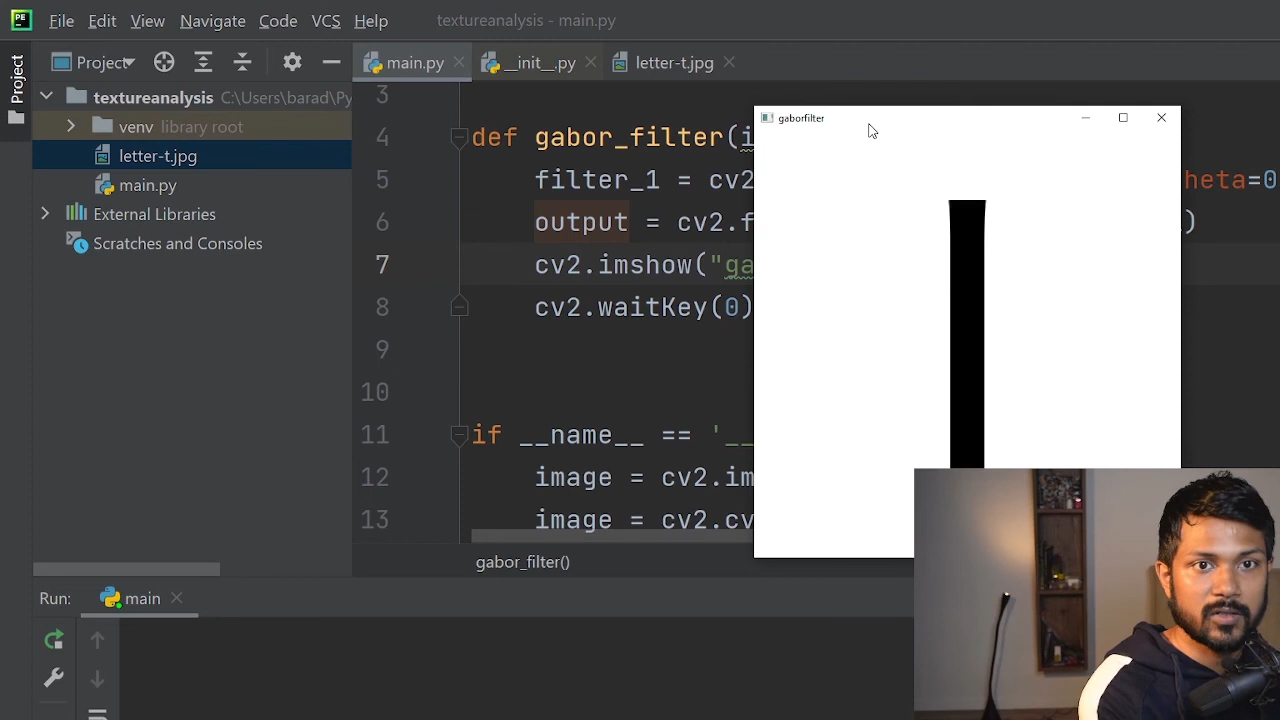 PE File Edit View Navigate Code VCS Help textureanalysis - main.py
Project
Project main.py __init__.py letter-t.jpg
textureanalysis C:\Users\barad\Py
venv library root
letter-t.jpg
main.py
External Libraries
Scratches and Consoles
3
4 def gabor_filter(i
5 filter_1 = cv2 heta=0
6 output = cv2.f )
7 cv2.imshow("ga
8 cv2.waitKey(0)
9
10
11 if __name__ == '__
12 image = cv2.im
13 image = cv2.cv
gaborfilter
gabor_filter()
Run: main